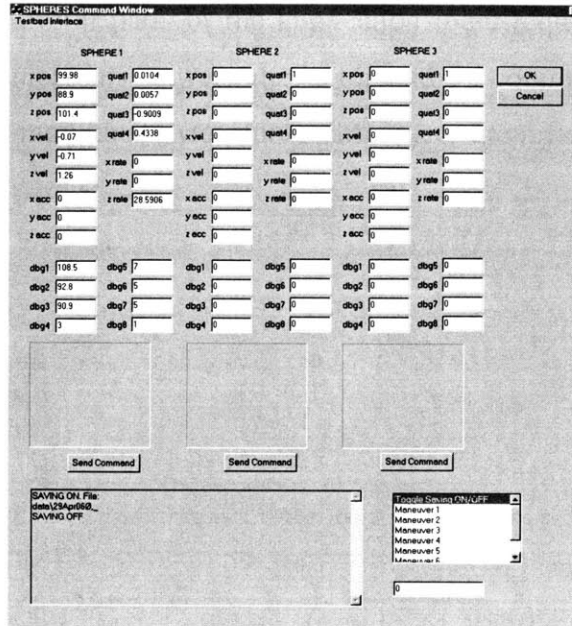 SPHERES Command Window
Testbed Interface
SPHERE 1 SPHERE 2 SPHERE 3
x pos 99.98 quat1 0.0104 x pos 0 quat1 1 x pos 0 quat1 1 OK
y pos 88.9 quat2 0.0057 y pos 0 quat2 0 y pos 0 quat2 0 Cancel
z pos 101.4 quat3 -0.9009 z pos 0 quat3 0 z pos 0 quat3 0
x vel -0.07 quat4 0.4338 x vel 0 quat4 0 x vel 0 quat4 0
y vel -0.71 x rate 0 y vel 0 x rate 0 y vel 0 x rate 0
z vel 1.26 y rate 0 z vel 0 y rate 0 z vel 0 y rate 0
x acc 0 z rate 28.5906 x acc 0 z rate 0 x acc 0 z rate 0
y acc 0 y acc 0 y acc 0
z acc 0 z acc 0 z acc 0
dbg1 108.5 dbg5 7 dbg1 0 dbg5 0 dbg1 0 dbg5 0
dbg2 92.8 dbg6 5 dbg2 0 dbg6 0 dbg2 0 dbg6 0
dbg3 90.9 dbg7 5 dbg3 0 dbg7 0 dbg3 0 dbg7 0
dbg4 3 dbg8 1 dbg4 0 dbg8 0 dbg4 0 dbg8 0
Send Command Send Command Send Command
SAVING ON. File:
SAVING OFF
Toggle Saving ON/OFF
Maneuver 1
Maneuver 2
Maneuver 3
Maneuver 4
Maneuver 5
Maneuver 6
0